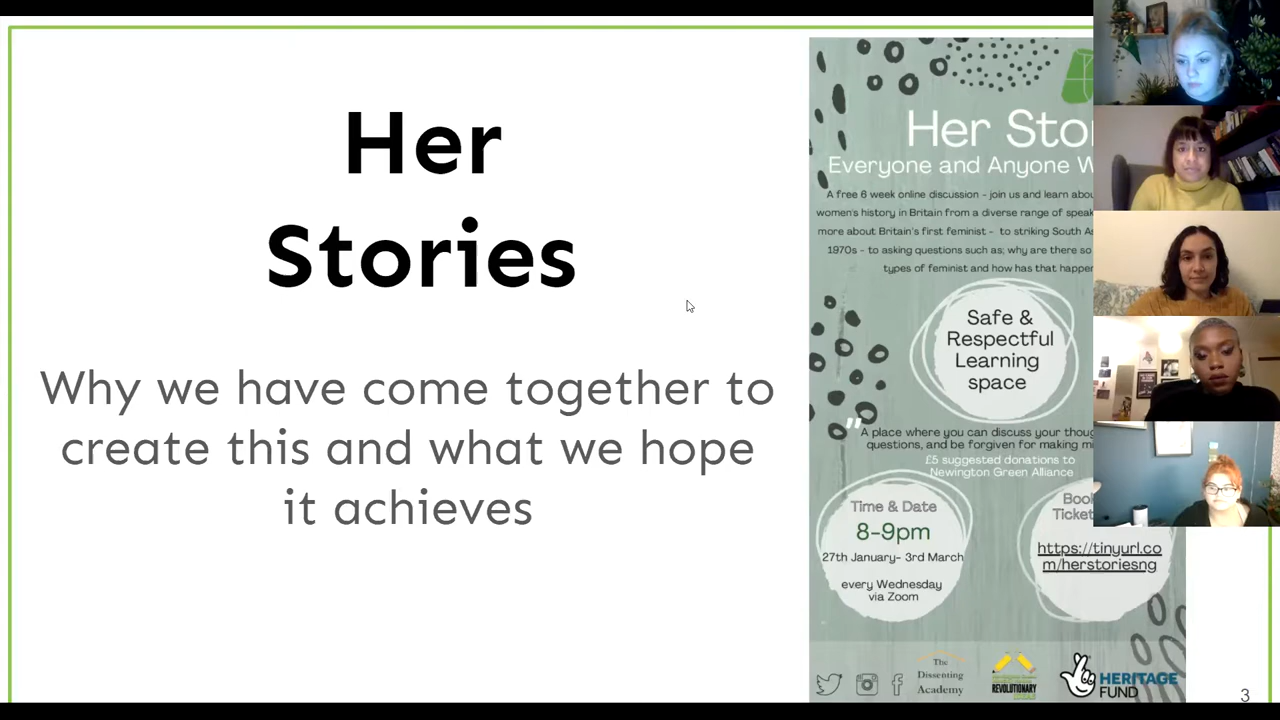 Her
Stories
Why we have come together to
create this and what we hope
it achieves
Her Stor
Everyone and Anyone W
A free 6 week online discussion - join us and learn abou
women's history in Britain from a diverse range of speak
more about Britain's first feminist - to striking South As
1970s - to asking questions such as; why are there so
types of feminist and how has that happen
Safe &
Respectful
Learning
space
"
A place where you can discuss your thoug
questions, and be forgiven for making m
£5 suggested donations to
Newington Green Alliance
Time & Date
8-9pm
27th January- 3rd March
every Wednesday
via Zoom
Book
Ticket
https://tinyurl.co
m/herstoriesng
The
Dissenting
Academy
REVOLUTIONARY
HERITAGE
FUND
3